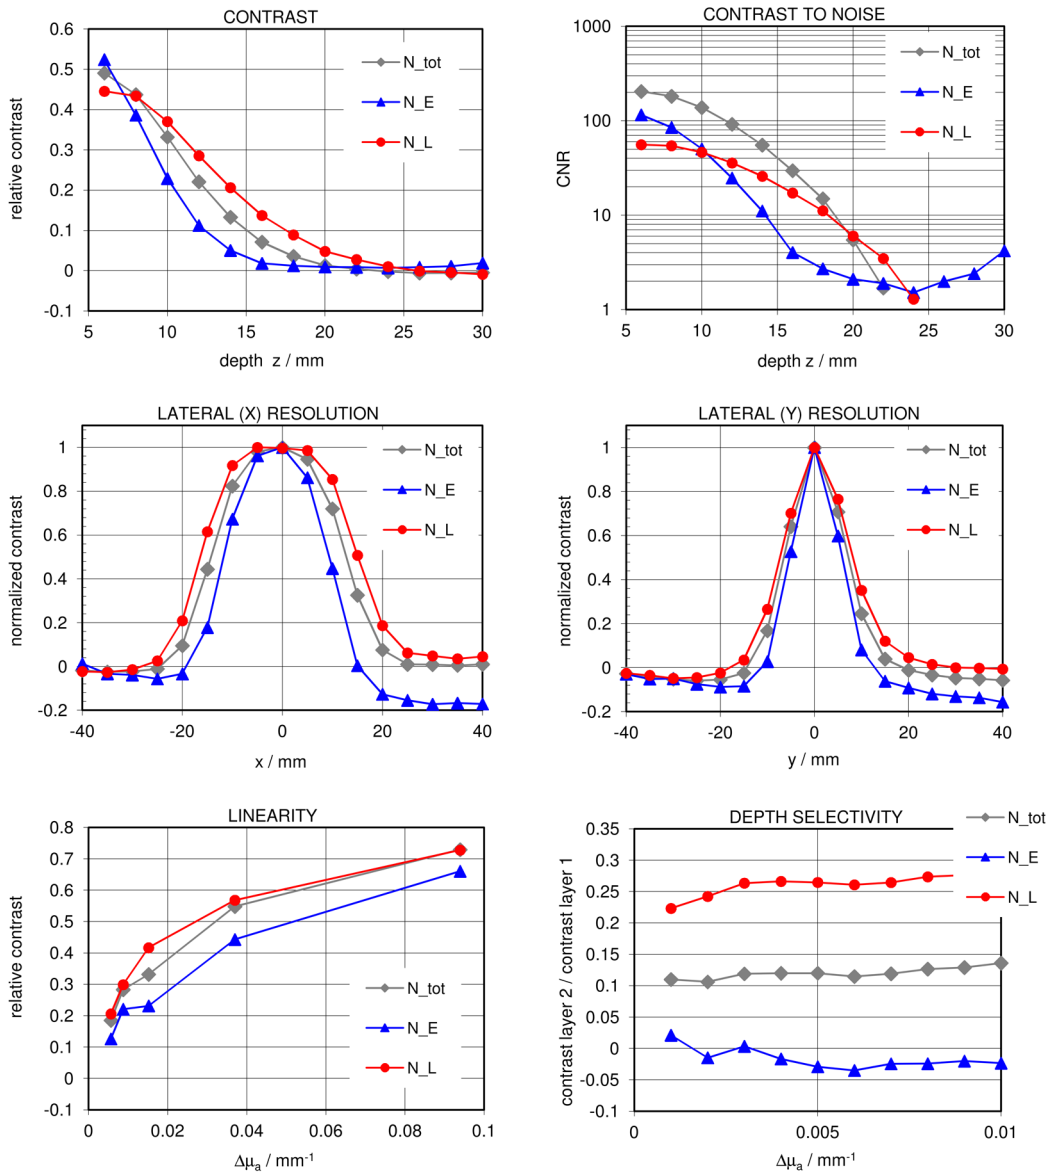 CONTRAST
0.6
0.5
0.4
0.3
0.2
0.1
0
-0.1
5 10 15 20 25 30
relative contrast
depth z / mm
N_tot
N_E
N_L
CONTRAST TO NOISE
1000
100
10
1
5 10 15 20 25 30
CNR
depth z / mm
N_tot
N_E
N_L
LATERAL (X) RESOLUTION
1
0.8
0.6
0.4
0.2
0
-0.2
-40 -20 0 20 40
normalized contrast
x / mm
N_tot
N_E
N_L
LATERAL (Y) RESOLUTION
1
0.8
0.6
0.4
0.2
0
-0.2
-40 -20 0 20 40
normalized contrast
y / mm
N_tot
N_E
N_L
LINEARITY
0.8
0.7
0.6
0.5
0.4
0.3
0.2
0.1
0
-0.1
0 0.02 0.04 0.06 0.08 0.1
relative contrast
Δμa / mm-1
N_tot
N_E
N_L
DEPTH SELECTIVITY
0.35
0.3
0.25
0.2
0.15
0.1
0.05
0
-0.05
-0.1
0 0.005 0.01
contrast layer 2 / contrast layer 1
Δμa / mm-1
N_tot
N_E
N_L